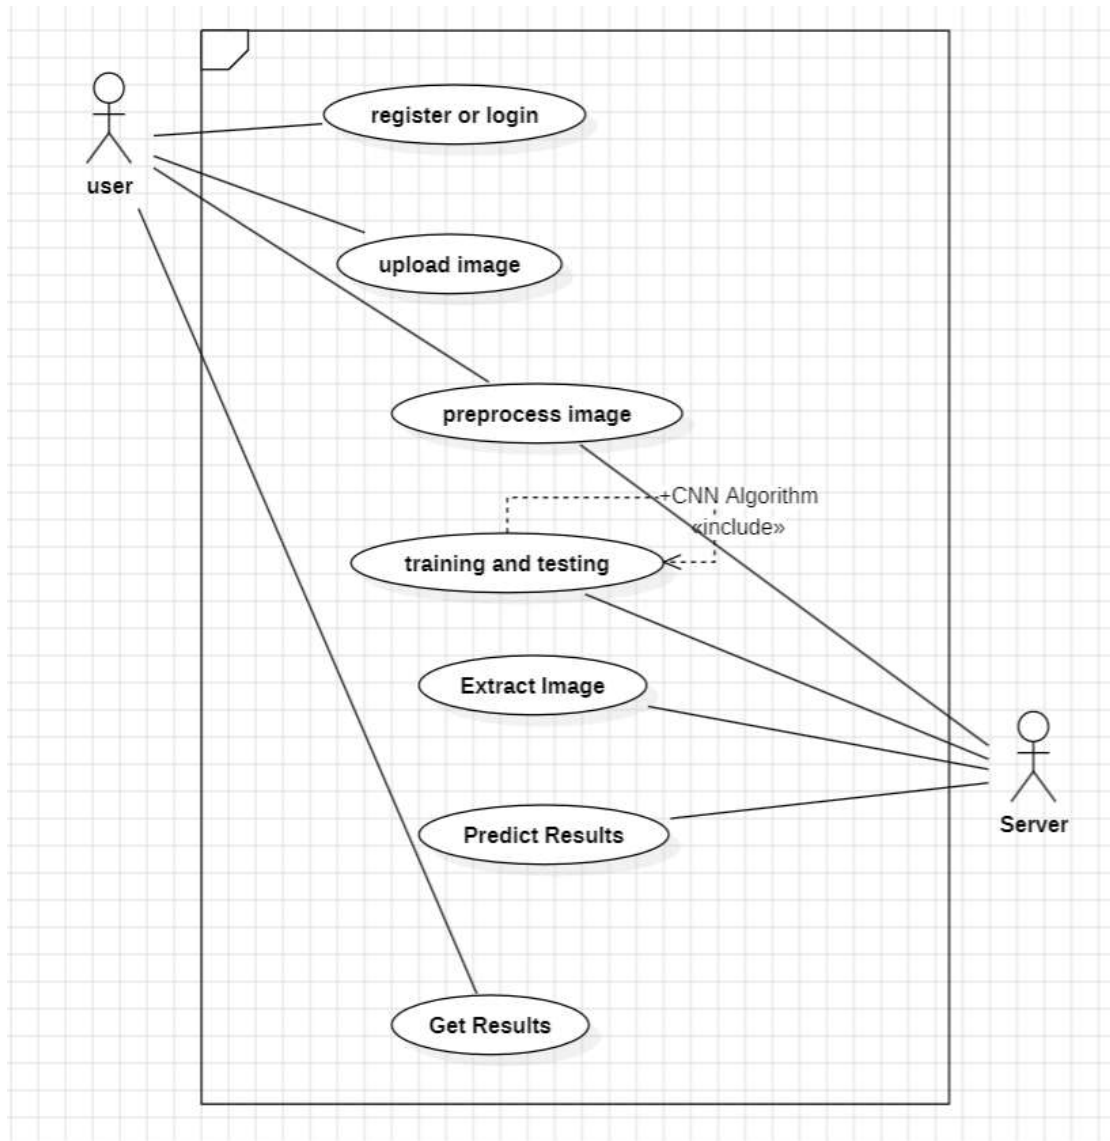 register or login
user
upload image
preprocess image
+CNN Algorithm
«include»
training and testing
Extract Image
Server
Predict Results
Get Results